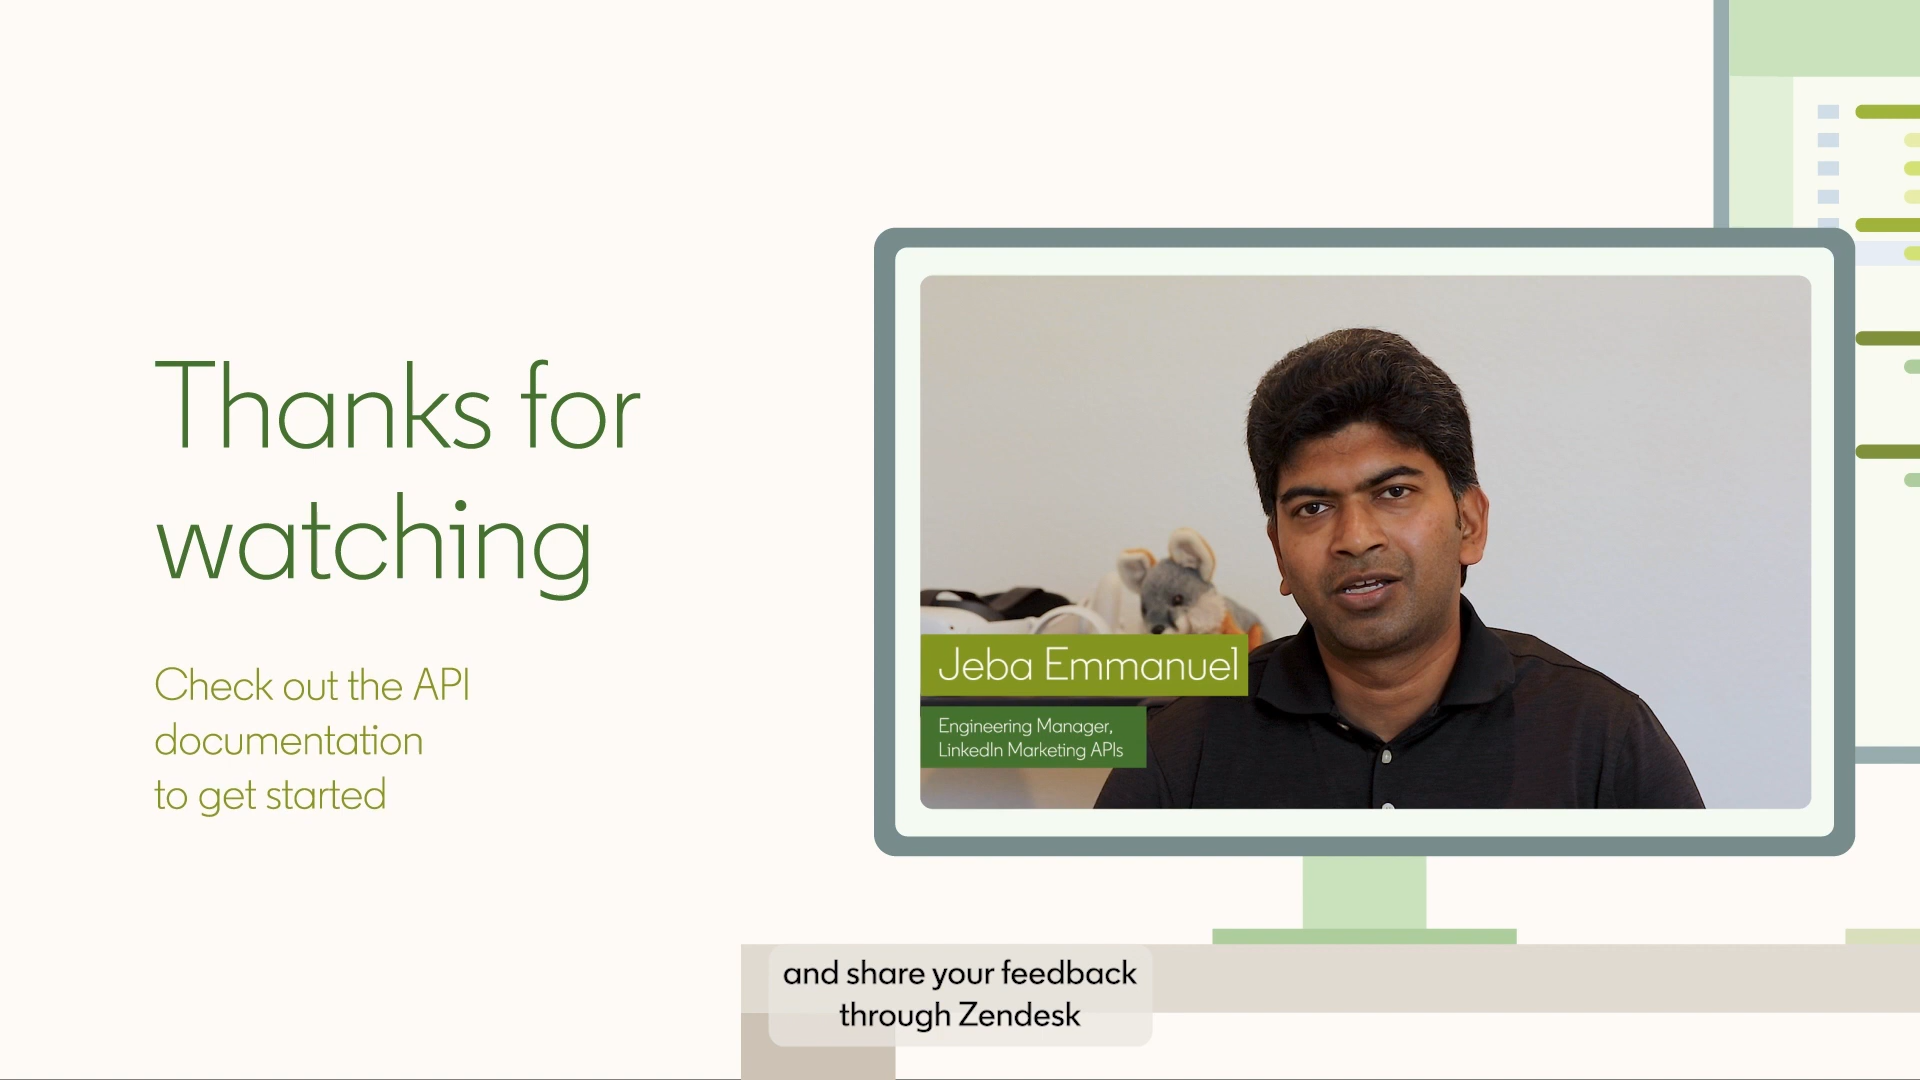 Thanks for
watching
Check out the API
documentation
to get started
Jeba Emmanuel
Engineering Manager,
LinkedIn Marketing APIs
and share your feedback
through Zendesk